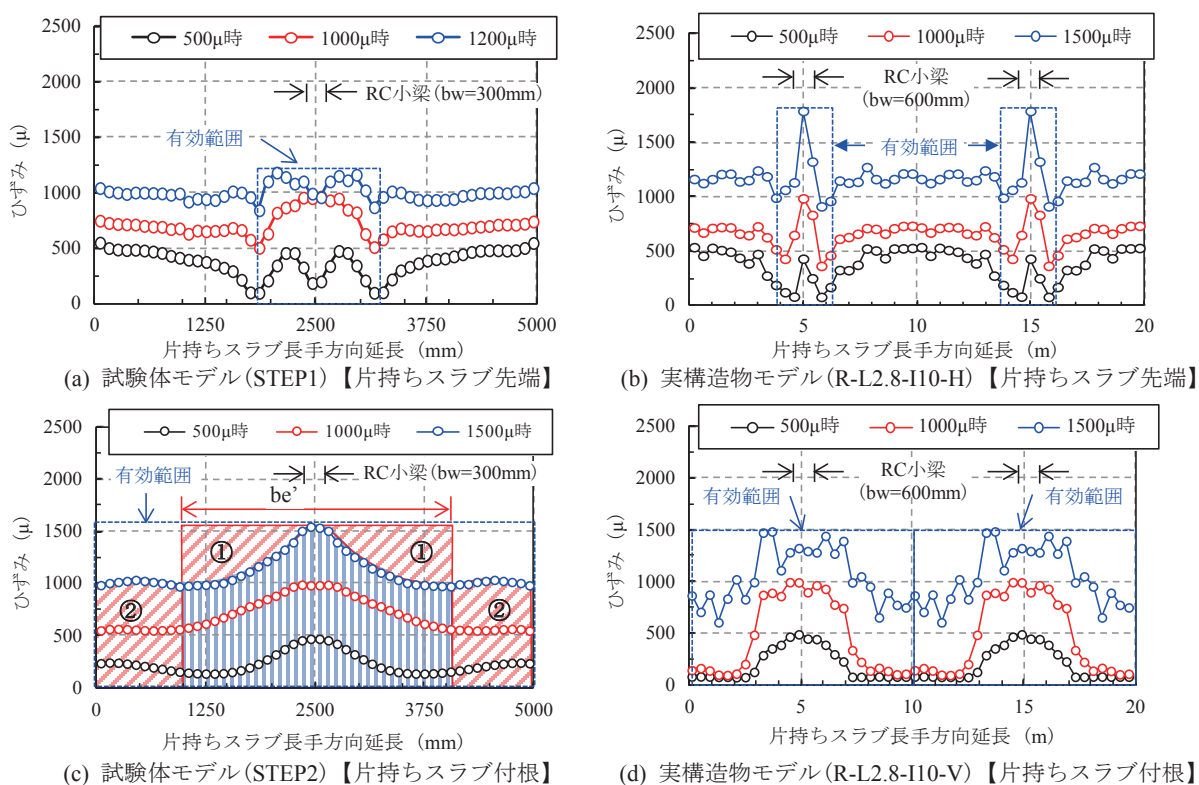 500μ時 1000μ時 1200μ時
2500
2000
1500
1000
500
0
ひずみ (μ)
RC小梁(bw=300mm)
有効範囲
0 1250 2500 3750 5000
片持ちスラブ長手方向延長 (mm)
(a) 試験体モデル(STEP1)【片持ちスラブ先端】
500μ時 1000μ時 1500μ時
2500
2000
1500
1000
500
0
ひずみ (μ)
RC小梁
(bw=600mm)
有効範囲
0 5 10 15 20
片持ちスラブ長手方向延長 (m)
(b) 実構造物モデル(R-L2.8-I10-H)【片持ちスラブ先端】
500μ時 1000μ時 1500μ時
2500
2000
1500
1000
500
0
ひずみ (μ)
RC小梁(bw=300mm)
有効範囲
be’
① ①
② ②
0 1250 2500 3750 5000
片持ちスラブ長手方向延長 (mm)
(c) 試験体モデル(STEP2)【片持ちスラブ付根】
500μ時 1000μ時 1500μ時
2500
2000
1500
1000
500
0
ひずみ (μ)
RC小梁
(bw=600mm)
有効範囲 有効範囲
0 5 10 15 20
片持ちスラブ長手方向延長 (m)
(d) 実構造物モデル(R-L2.8-I10-V)【片持ちスラブ付根】